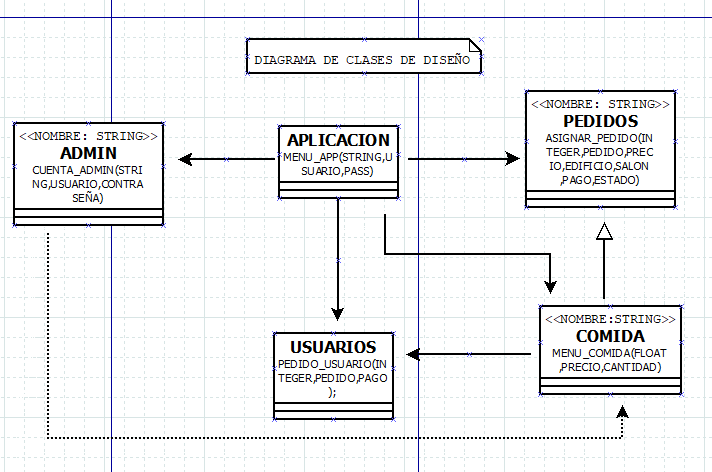 DIAGRAMA DE CLASES DE DISEÑO
<<NOMBRE: STRING>>
PEDIDOS
ASIGNAR_PEDIDO(IN
TEGER,PEDIDO,PREC
IO,EDIFICIO,SALON
,PAGO,ESTADO)
<<NOMBRE: STRING>>
ADMIN
CUENTA_ADMIN(STRI
NG,USUARIO,CONTRA
SEÑA)
APLICACION
MENU_APP(STRING,U
SUARIO,PASS)
<<NOMBRE:STRING>>
COMIDA
MENU_COMIDA(FLOAT
,PRECIO,CANTIDAD)
USUARIOS
PEDIDO_USUARIO(IN
TEGER,PEDIDO,PAGO
);